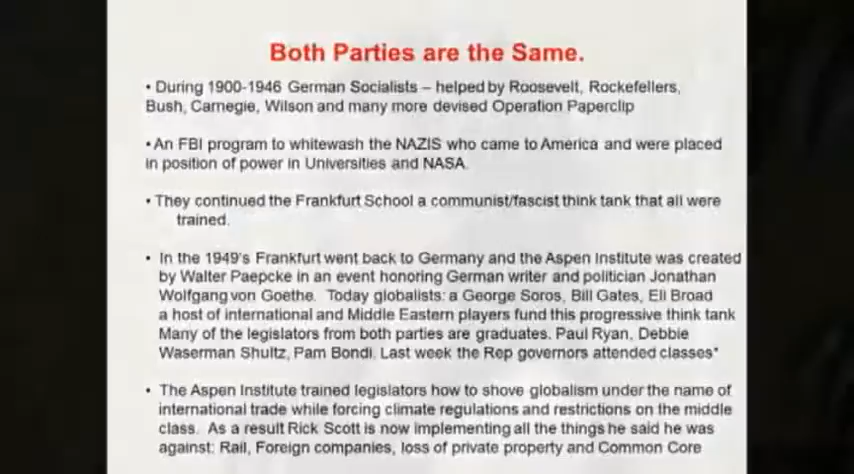 Both Parties are the Same.
• During 1900-1946 German Socialists – helped by Roosevelt, Rockefellers,
Bush, Carnegie, Wilson and many more devised Operation Paperclip
• An FBI program to whitewash the NAZIS who came to America and were placed
in position of power in Universities and NASA.
• They continued the Frankfurt School a communist/fascist think tank that all were
trained.
• In the 1949's Frankfurt went back to Germany and the Aspen Institute was created
by Walter Paepcke in an event honoring German writer and politician Jonathan
Wolfgang von Goethe. Today globalists: a George Soros, Bill Gates, Eli Broad
a host of international and Middle Eastern players fund this progressive think tank
Many of the legislators from both parties are graduates. Paul Ryan, Debbie
Waserman Shultz, Pam Bondi. Last week the Rep governors attended classes*
• The Aspen Institute trained legislators how to shove globalism under the name of
international trade while forcing climate regulations and restrictions on the middle
class. As a result Rick Scott is now implementing all the things he said he was
against: Rail, Foreign companies, loss of private property and Common Core